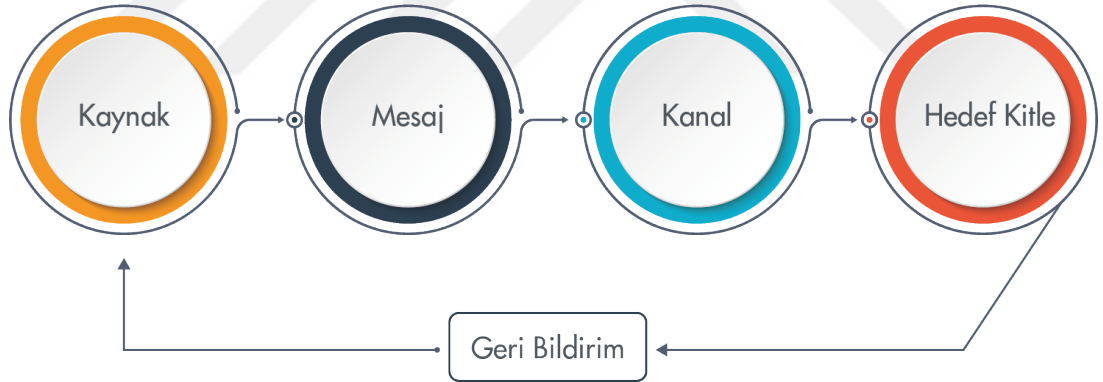 Kaynak
Mesaj
Kanal
Hedef Kitle
Geri Bildirim